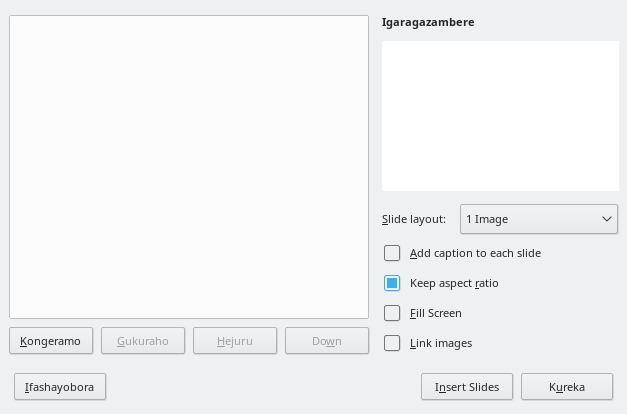 Igaragazambere
Slide layout:
1 Image
Add caption to each slide
Keep aspect ratio
Fill Screen
Link images
Kongeramo
Gukuraho
Hejuru
Down
Ifashayobora
Insert Slides
Kureka